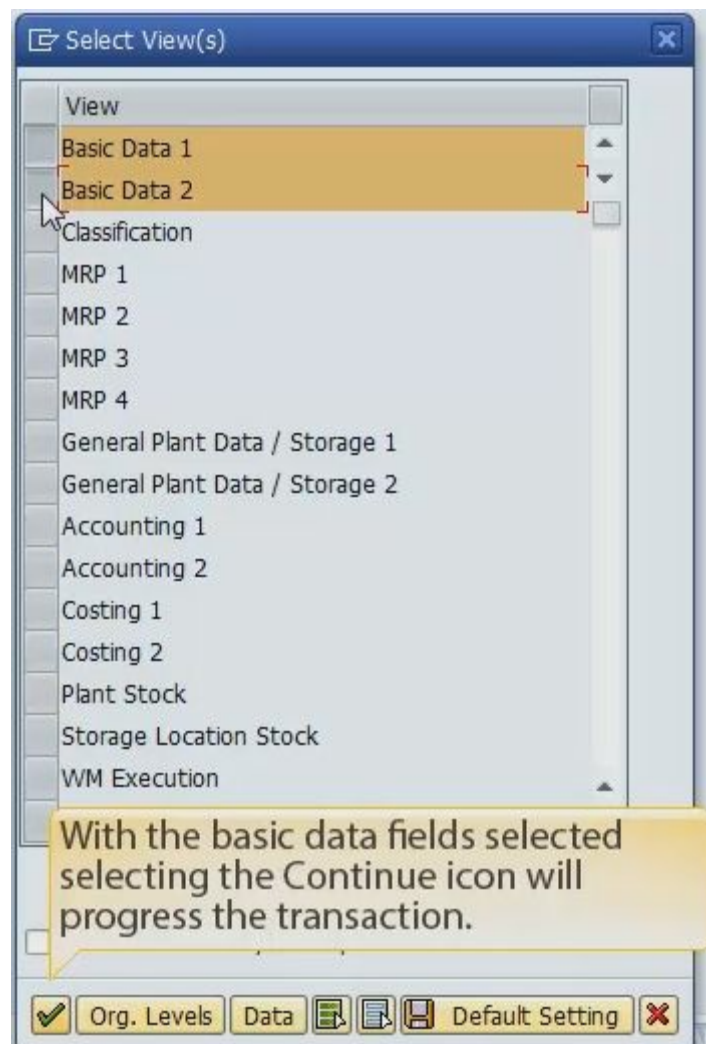 Select View(s)
View
Basic Data 1
Basic Data 2
Classification
MRP 1
MRP 2
MRP 3
MRP 4
General Plant Data / Storage 1
General Plant Data / Storage 2
Accounting 1
Accounting 2
Costing 1
Costing 2
Plant Stock
Storage Location Stock
WM Execution
With the basic data fields selected
selecting the Continue icon will
progress the transaction.
Org. Levels Data Default Setting